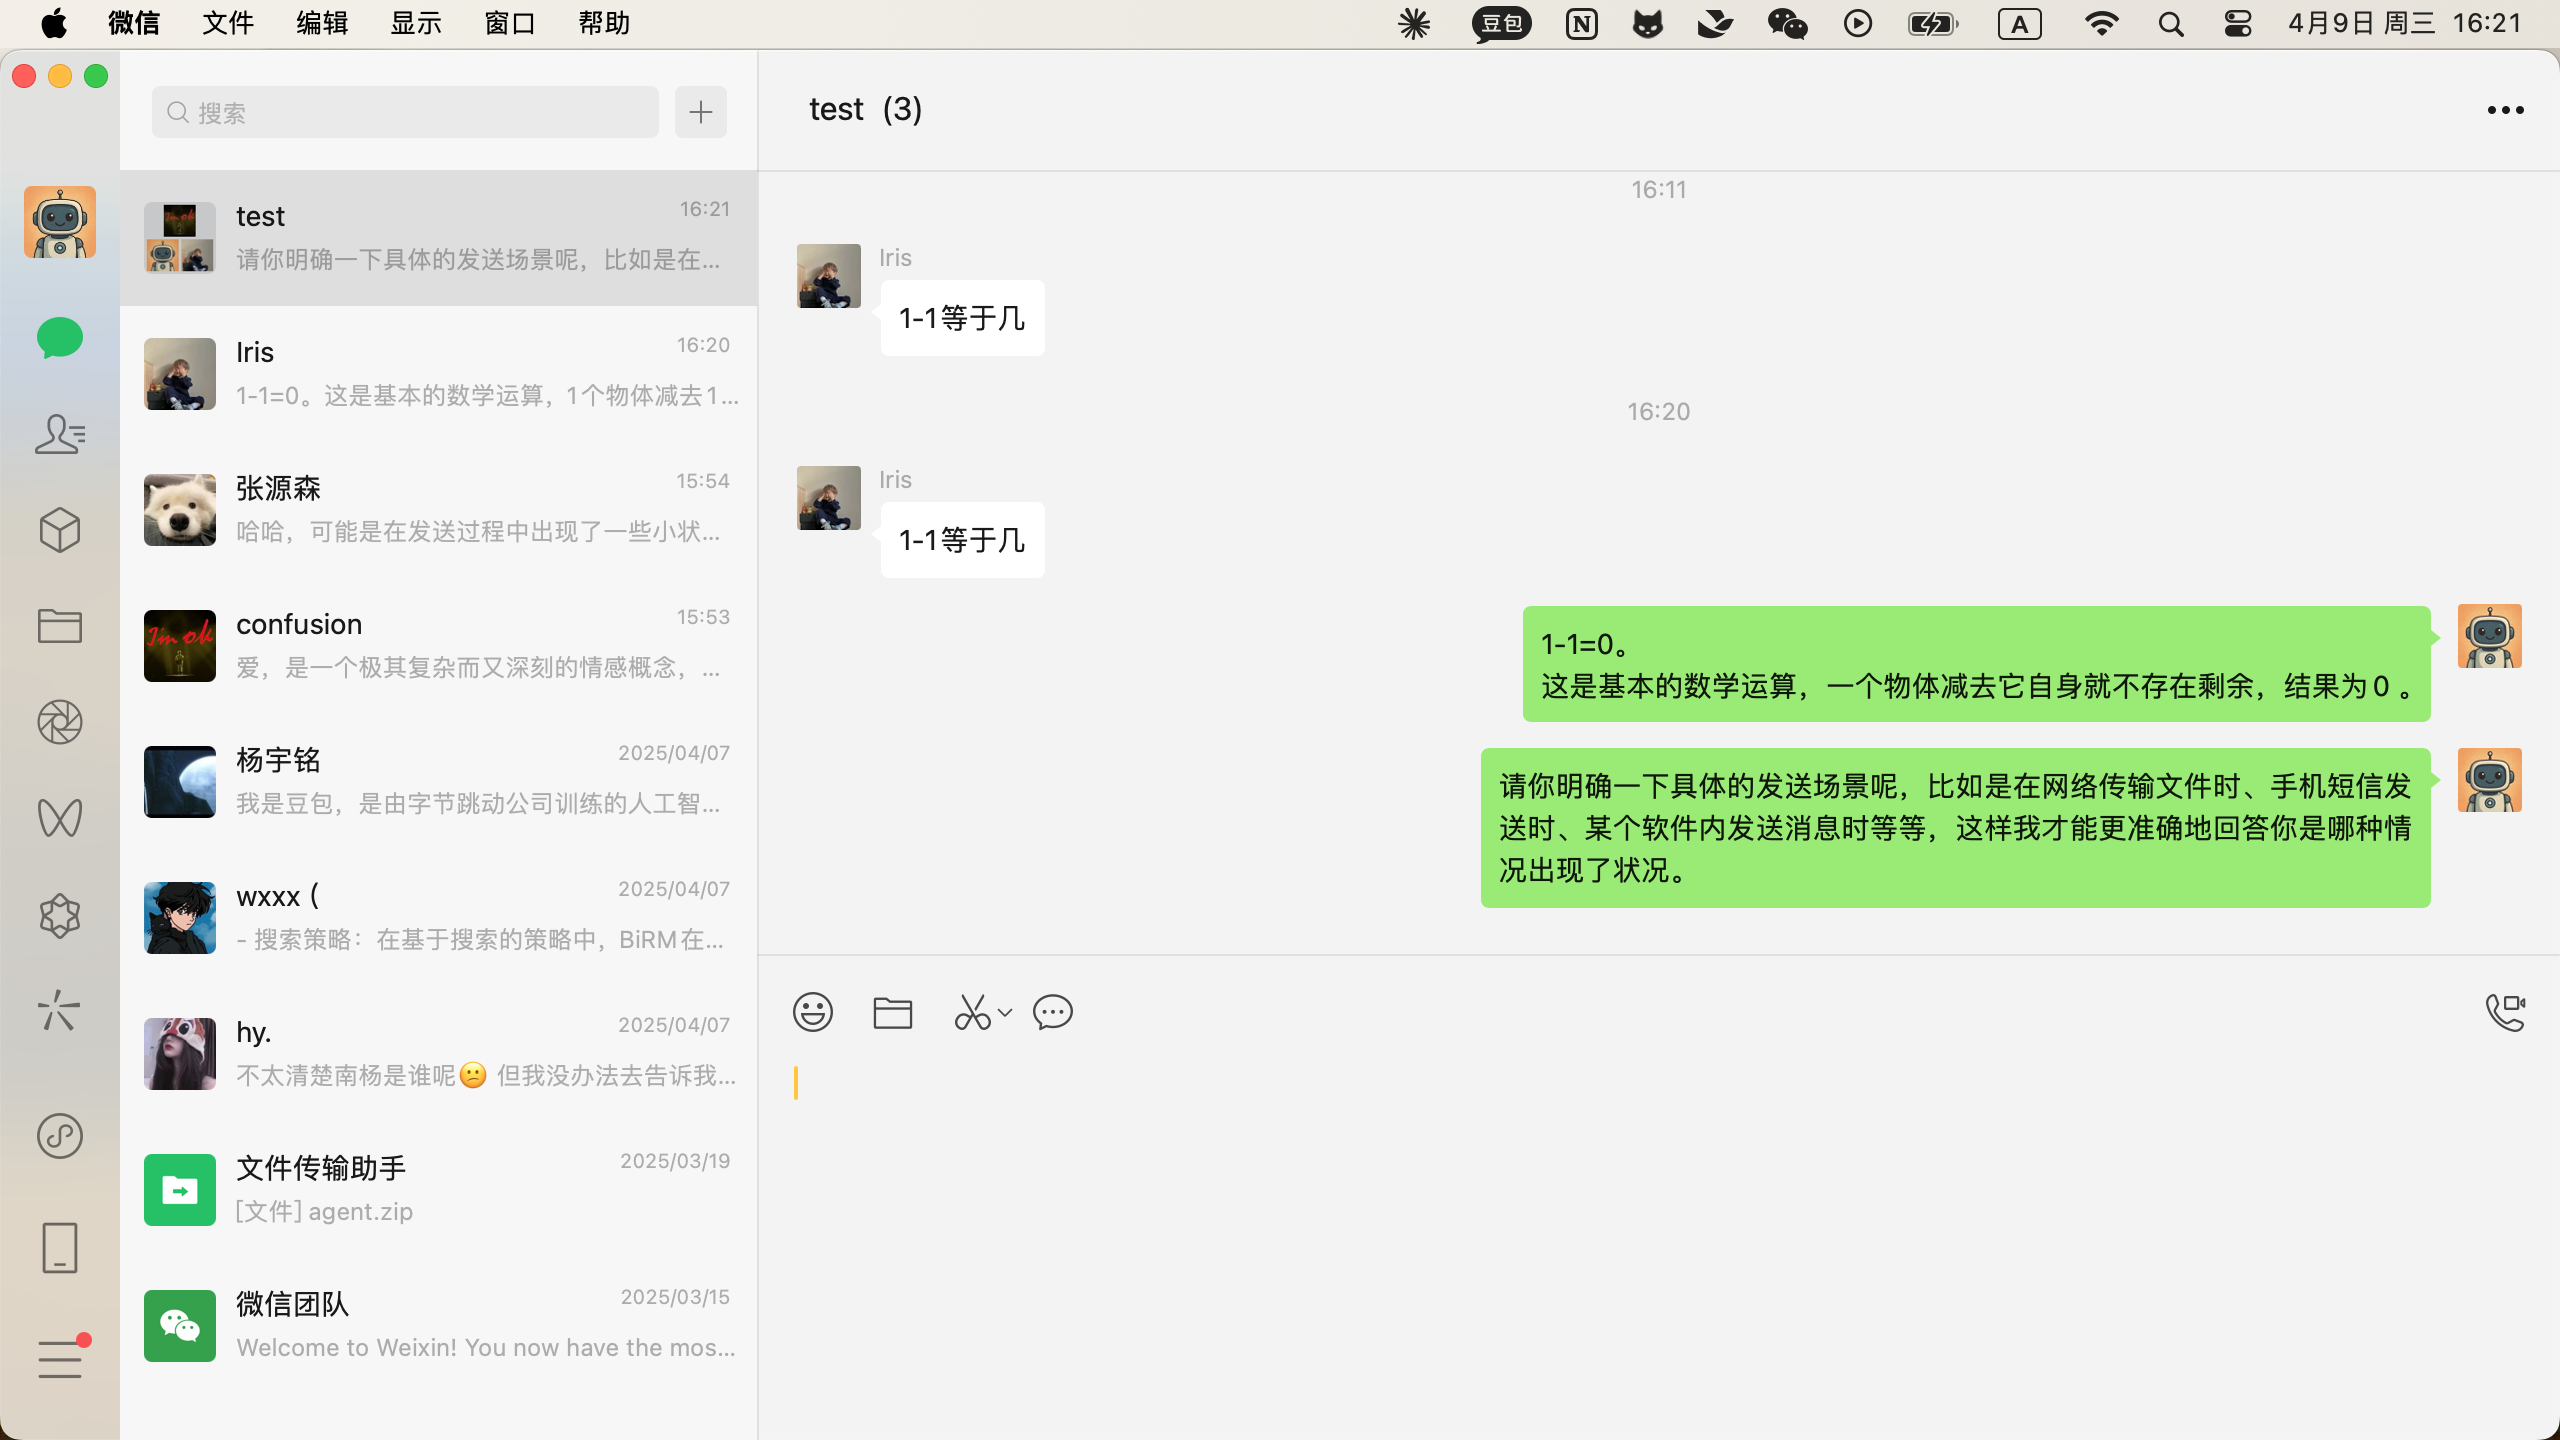 微信 文件 编辑 显示 窗口 帮助 豆包 N A 4月9日 周三 16:21
搜索
test 16:21
请你明确一下具体的发送场景呢，比如是在...
Iris 16:20
1-1=0。这是基本的数学运算，1个物体减去1...
张源森 15:54
哈哈，可能是在发送过程中出现了一些小状...
confusion 15:53
爱，是一个极其复杂而又深刻的情感概念，...
杨宇铭 2025/04/07
我是豆包，是由字节跳动公司训练的人工智...
wxxx ( 2025/04/07
- 搜索策略：在基于搜索的策略中，BiRM在...
hy. 2025/04/07
不太清楚南杨是谁呢😕 但我没办法去告诉我...
文件传输助手 2025/03/19
[文件] agent.zip
微信团队 2025/03/15
Welcome to Weixin! You now have the mos...
test (3)
16:11
Iris
1-1等于几
16:20
Iris
1-1等于几
1-1=0。
这是基本的数学运算，一个物体减去它自身就不存在剩余，结果为0 。
请你明确一下具体的发送场景呢，比如是在网络传输文件时、手机短信发
送时、某个软件内发送消息时等等，这样我才能更准确地回答你是哪种情
况出现了状况。